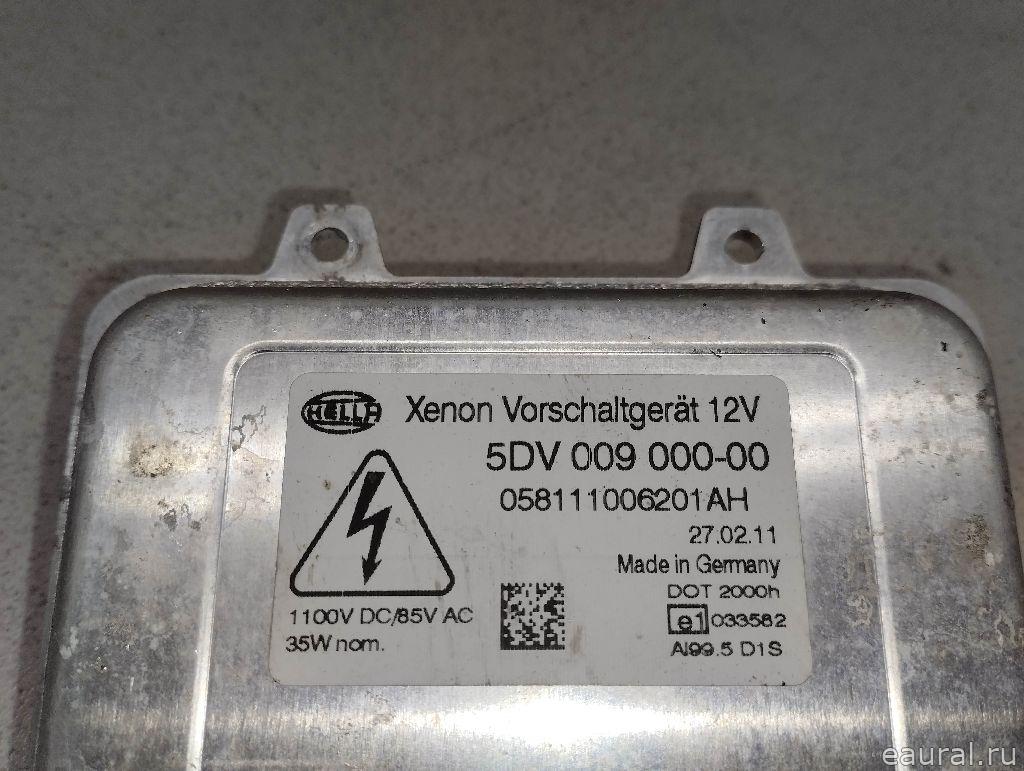 HELLA Xenon Vorschaltgerät 12V
5DV 009 000-00
058111006201AH
27.02.11
Made in Germany
DOT 2000h
1100V DC/85V AC
e1 033582
35W nom.
Al99.5 D1S
eaural.ru